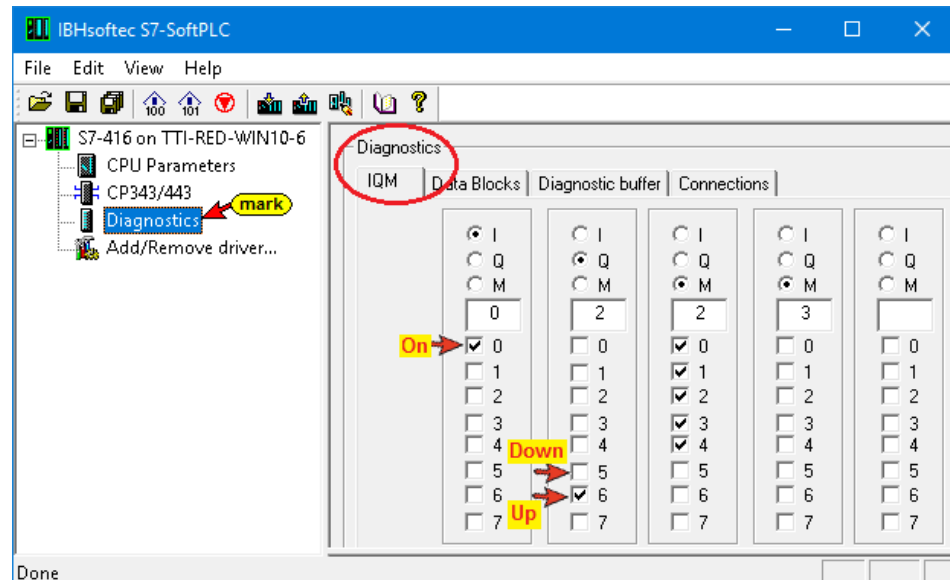 IBHsoftec S7-SoftPLC
File Edit View Help
100 101
S7-416 on TTI-RED-WIN10-6
CPU Parameters
CP343/443
Diagnostics
mark
Add/Remove driver...
Diagnostics
IQM Data Blocks Diagnostic buffer Connections
I I I I I
Q Q Q Q Q
M M M M M
0 2 2 3
On 0 0 0 0 0
1 1 1 1 1
2 2 2 2 2
3 3 3 3 3
4 4 4 4 4
Down
5 5 5 5 5
6 6 6 6 6
Up
7 7 7 7 7
Done